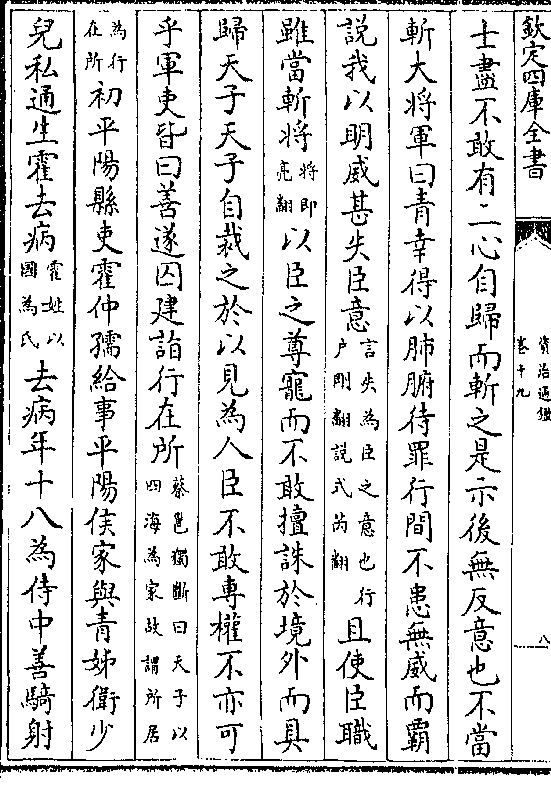 欽定四庫全書
資治通鑑
卷十九
八
士盡不敢有二心自歸而斬之是示後無反意也不當
斬大將軍曰青幸得以肺腑待罪行間不患無威而霸
說我以明威甚失臣意言失為臣之意也行戶剛翻說式芮翻且使臣職
雖當斬將將即亮翻以臣之尊寵而不敢擅誅於境外而具
歸天子天子自裁之於以見為人臣不敢專權不亦可
乎軍吏皆曰善遂囚建詣行在所蔡邕獨斷曰天子以四海為家故謂所居
為行在所初平陽縣吏霍仲孺給事平陽侯家與青姊衛少
兒私通生霍去病霍姓以國為氏去病年十八為侍中善騎射